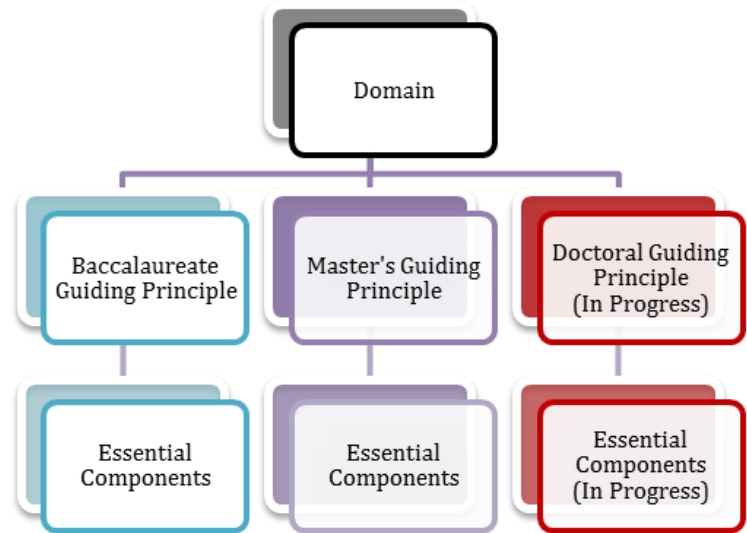 Domain
Baccalaureate
Guiding Principle
Master's Guiding
Principle
Doctoral Guiding
Principle
(In Progress)
Essential
Components
Essential
Components
Essential
Components
(In Progress)